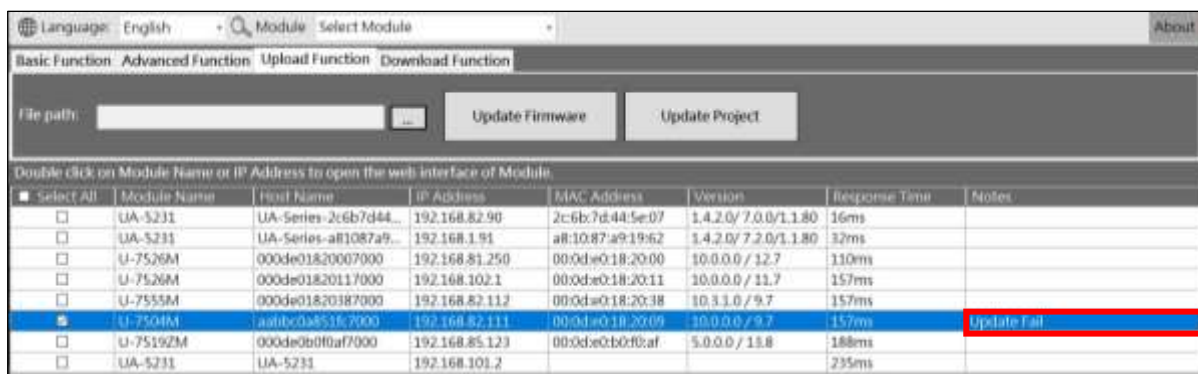 Language: English Module Select Module About
Basic Function Advanced Function Upload Function Download Function
File path: ... Update Firmware Update Project
Double click on Module Name or IP Address to open the web interface of Module.
Select All Module Name Host Name IP Address MAC Address Version Response Time Notes
UA-5231 UA-Series-2c6b7d44... 192.168.82.90 2c:6b:7d:44:5e:07 1.4.2.0/ 7.0.0/1.1.80 16ms
UA-5231 UA-Series-a81087a9... 192.168.1.91 a8:10:87:a9:19:62 1.4.2.0/ 7.2.0/1.1.80 32ms
U-7526M 000de01820007000 192.168.81.250 00:0d:e0:18:20:00 10.0.0.0 / 12.7 110ms
U-7526M 000de01820117000 192.168.102.1 00:0d:e0:18:20:11 10.0.0.0 / 11.7 157ms
U-7555M 000de01820387000 192.168.82.112 00:0d:e0:18:20:38 10.3.1.0 / 9.7 157ms
U-7504M 192.168.82.111 00:0d:e0:18:20:09 10.0.0.0 / 9.7 157ms Update Fail
U-7519ZM 000de0b0f0af7000 192.168.85.123 00:0d:e0:b0:f0:af 5.0.0.0 / 13.8 188ms
UA-5231 UA-5231 192.168.101.2 235ms